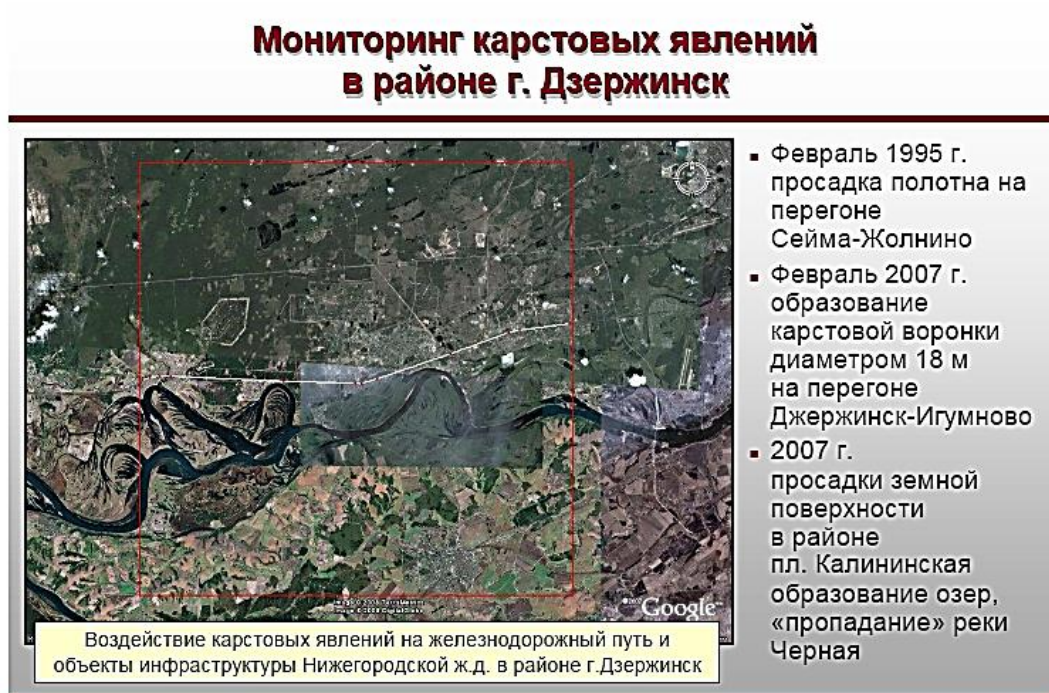 Мониторинг карстовых явлений
в районе г. Дзержинск
Февраль 1995 г.
просадка полотна на
перегоне
Сейма-Жолнино
Февраль 2007 г.
образование
карстовой воронки
диаметром 18 м
на перегоне
Джержинск-Игумново
2007 г.
просадки земной
поверхности
в районе
пл. Калининская
образование озер,
«пропадание» реки
Черная
Google
Воздействие карстовых явлений на железнодорожный путь и
объекты инфраструктуры Нижегородской ж.д. в районе г.Дзержинск